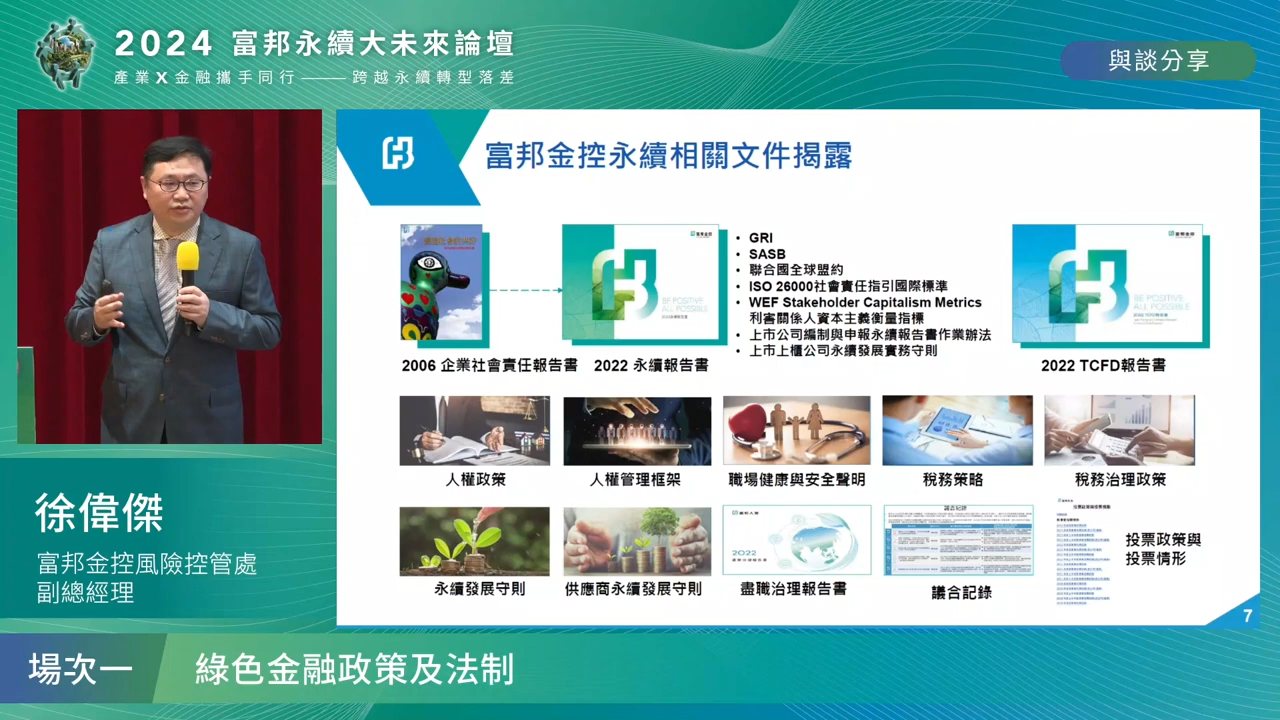 2024 富邦永續大未來論壇
產業X金融攜手同行——跨越永續轉型落差
與談分享
富邦金控永續相關文件揭露
BE POSITIVE
ALL POSSIBLE
• GRI
• SASB
• 聯合國全球盟約
• ISO 26000社會責任指引國際標準
• WEF Stakeholder Capitalism Metrics
利害關係人資本主義衡量指標
• 上市公司編製與申報永續報告書作業辦法
• 上市上櫃公司永續發展實務守則
BE POSITIVE
ALL POSSIBLE
2006 企業社會責任報告書
2022 永續報告書
2022 TCFD報告書
人權政策
人權管理框架
職場健康與安全聲明
稅務策略
稅務治理政策
2022
議合記錄
投票政策與
投票情形
永續發展守則
供應商永續發展守則
盡職治理報告書
議合記錄
7
徐偉傑
富邦金控風險控管處
副總經理
場次一
綠色金融政策及法制